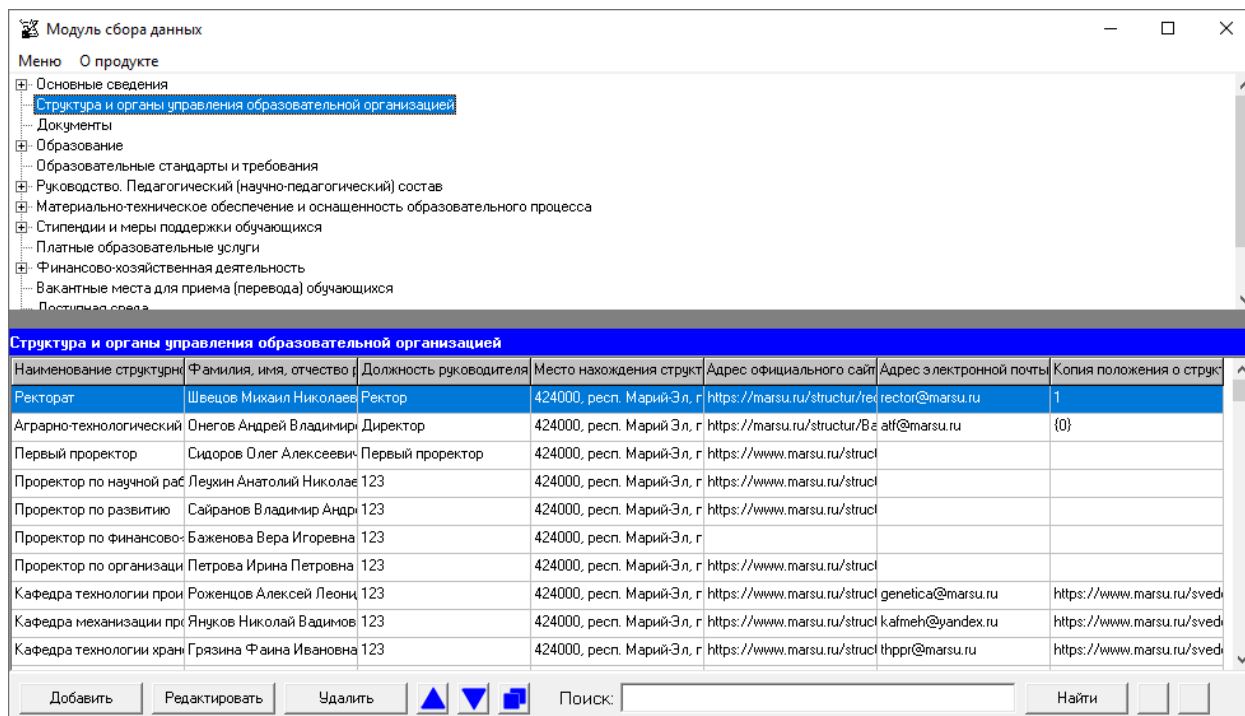 Модуль сбора данных
Меню О продукте
Основные сведения
Структура и органы управления образовательной организацией
Документы
Образование
Образовательные стандарты и требования
Руководство. Педагогический (научно-педагогический) состав
Материально-техническое обеспечение и оснащенность образовательного процесса
Стипендии и меры поддержки обучающихся
Платные образовательные услуги
Финансово-хозяйственная деятельность
Вакантные места для приема (перевода) обучающихся
Доступная среда
Структура и органы управления образовательной организацией
Наименование структурн Фамилия, имя, отчество р Должность руководителя Место нахождения структ Адрес официального сайт Адрес электронной почты Копия положения о структ
Ректорат Швецов Михаил Николаев Ректор 424000, респ. Марий-Эл, г https://marsu.ru/structur/rec rector@marsu.ru 1
Аграрно-технологический Онегов Андрей Владимир Директор 424000, респ. Марий Эл, г https://marsu.ru/structur/Ba atf@marsu.ru {0}
Первый проректор Сидоров Олег Алексеевич Первый проректор 424000, респ. Марий-Эл, г https://www.marsu.ru/struct
Проректор по научной раб Леухин Анатолий Николае 123 424000, респ. Марий-Эл, г https://www.marsu.ru/struct
Проректор по развитию Сайранов Владимир Андр 123 424000, респ. Марий-Эл, г https://www.marsu.ru/struct
Проректор по финансово- Баженова Вера Игоревна 123 424000, респ. Марий-Эл, г
Проректор по организаци Петрова Ирина Петровна 123 424000, респ. Марий-Эл, г https://www.marsu.ru/struct
Кафедра технологии прои Роженцов Алексей Леони 123 424000, респ. Марий-Эл, г https://www.marsu.ru/struct genetica@marsu.ru https://www.marsu.ru/sved
Кафедра механизации про Януков Николай Вадимов 123 424000, респ. Марий-Эл, г https://www.marsu.ru/struct kafmeh@yandex.ru https://www.marsu.ru/sved
Кафедра технологии хран Грязина Фаина Ивановна 123 424000, респ. Марий-Эл, г https://www.marsu.ru/struct thppr@marsu.ru https://www.marsu.ru/sved
Добавить Редактировать Удалить Поиск: Найти